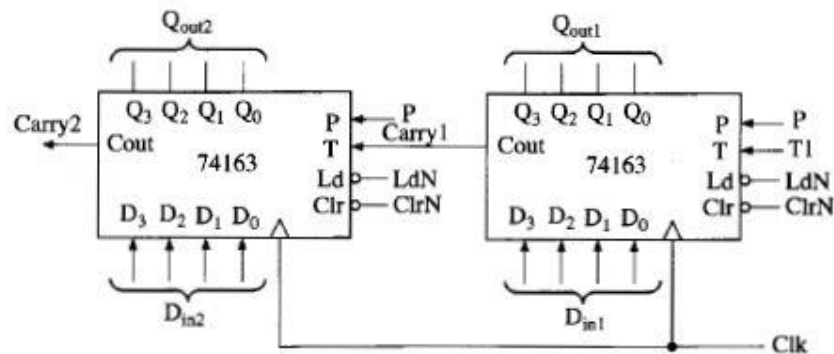 Qout2 Qout1
Q3 Q2 Q1 Q0 P P Q3 Q2 Q1 Q0 P P
Carry2 Cout T Carry1 Cout T T1
74163 74163
Ld LdN Ld LdN
Clr ClrN Clr ClrN
D3 D2 D1 D0 D3 D2 D1 D0
Din2 Din1
Clk